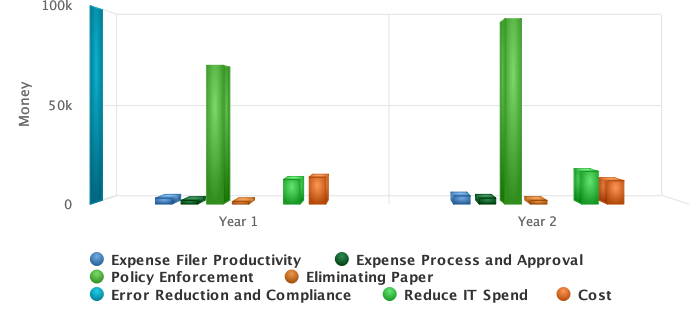 100k
Money
50k
0
Year 1
Year 2
Expense Filer Productivity
Expense Process and Approval
Policy Enforcement
Eliminating Paper
Error Reduction and Compliance
Reduce IT Spend
Cost